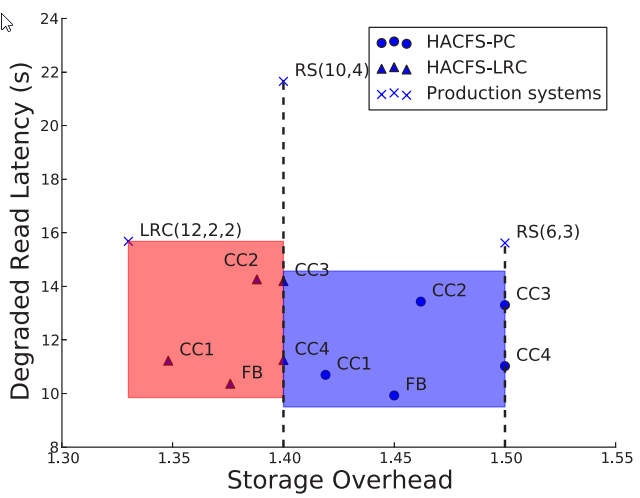 24
22
20
18
16
14
12
10
8
Degraded Read Latency (s)
HACFS-PC
HACFS-LRC
Production systems
RS(10,4)
LRC(12,2,2)
RS(6,3)
CC2
CC3
CC2
CC3
CC1
FB
CC4
CC1
FB
CC4
1.30
1.35
1.40
1.45
1.50
1.55
Storage Overhead